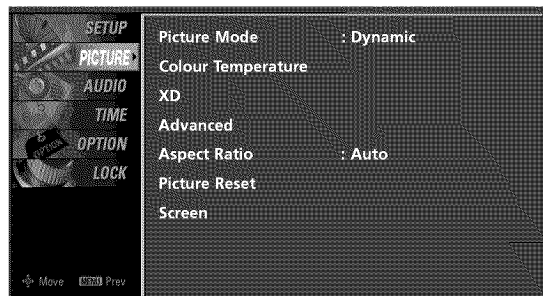 SETUP
PICTURE
AUDIO
TIME
OPTION
LOCK
Picture Mode : Dynamic
Colour Temperature
XD
Advanced
Aspect Ratio : Auto
Picture Reset
Screen
Move MENU Prev